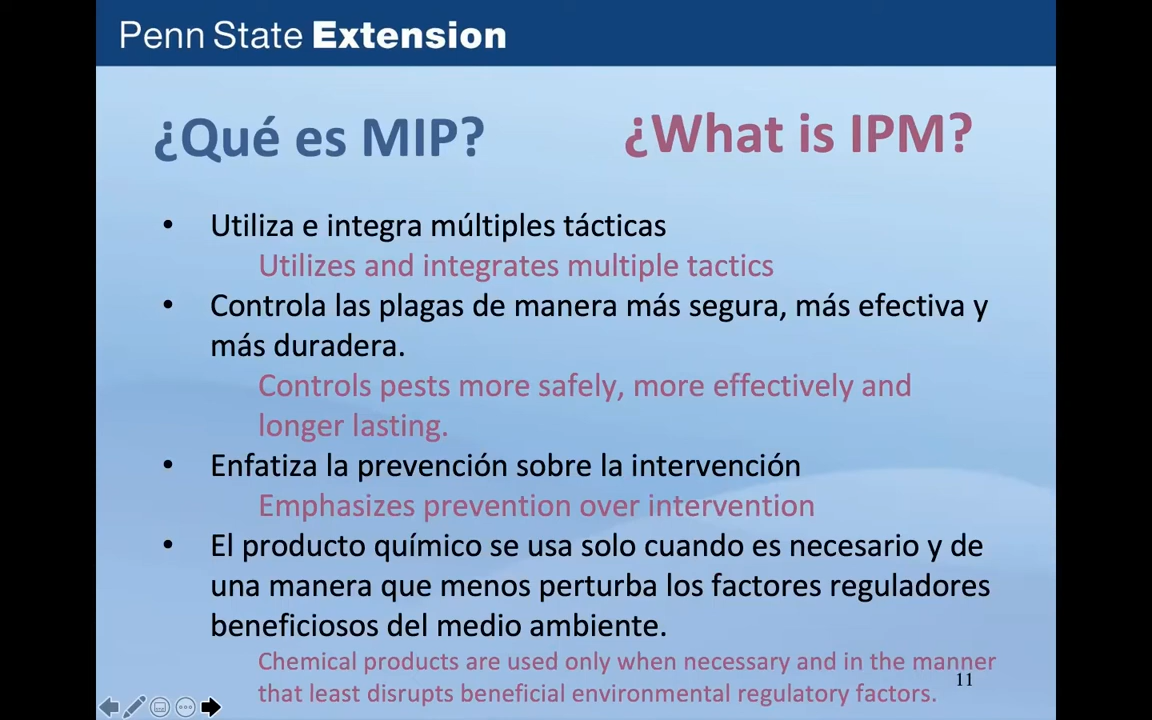 Penn State Extension
¿Qué es MIP?
¿What is IPM?
• Utiliza e integra múltiples tácticas
Utilizes and integrates multiple tactics
• Controla las plagas de manera más segura, más efectiva y
más duradera.
Controls pests more safely, more effectively and
longer lasting.
• Enfatiza la prevención sobre la intervención
Emphasizes prevention over intervention
• El producto químico se usa solo cuando es necesario y de
una manera que menos perturba los factores reguladores
beneficiosos del medio ambiente.
Chemical products are used only when necessary and in the manner
that least disrupts beneficial environmental regulatory factors.
11